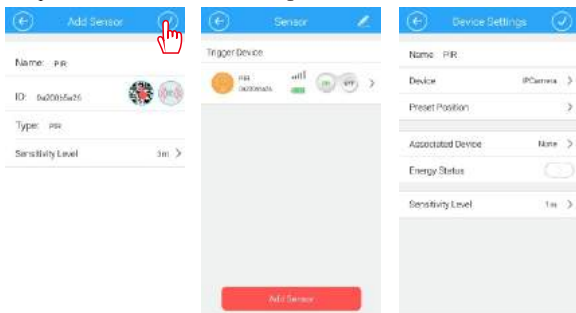 Add Sensor
Name: PIR
ID:
Type: PIR
Sensitivity Level 3m
Sensor
Trigger Device
PIR
ON OFF
Add Sensor
Device Settings
Name PIR
Device IPCamera
Preset Position
Associated Device None
Energy Status
Sensitivity Level 1m